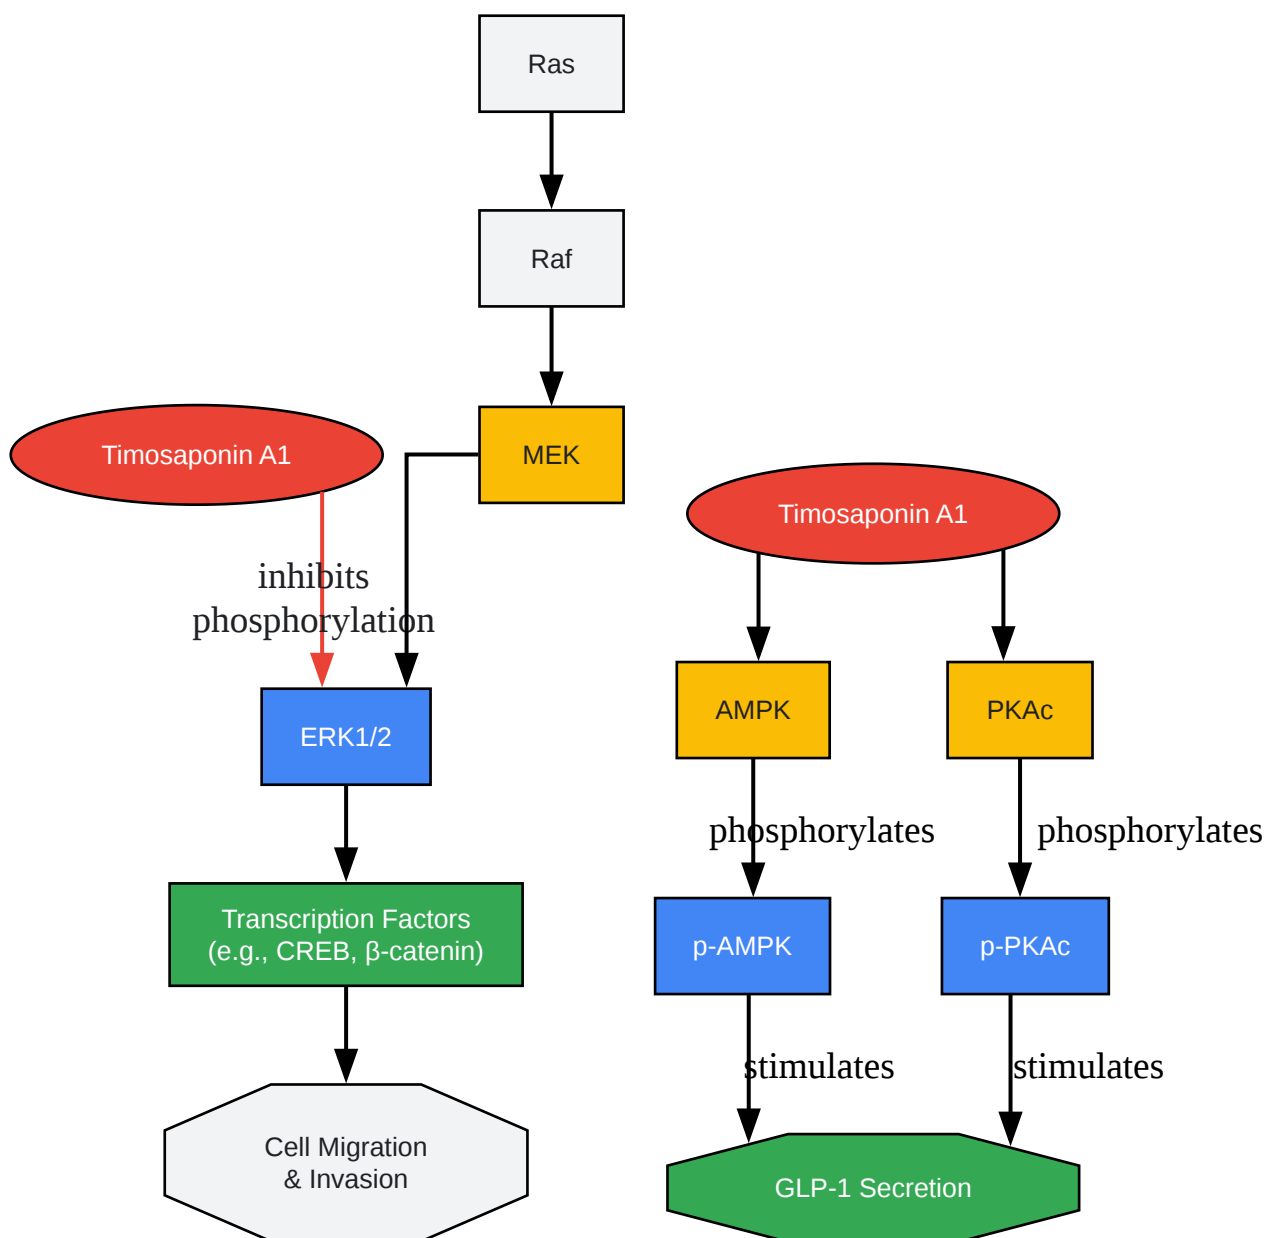 Ras
Raf
Timosaponin A1
MEK
Timosaponin A1
inhibits
phosphorylation
AMPK
PKAc
ERK1/2
phosphorylates
phosphorylates
Transcription Factors
(e.g., CREB, β-catenin)
p-AMPK
p-PKAc
stimulates
stimulates
Cell Migration
& Invasion
GLP-1 Secretion